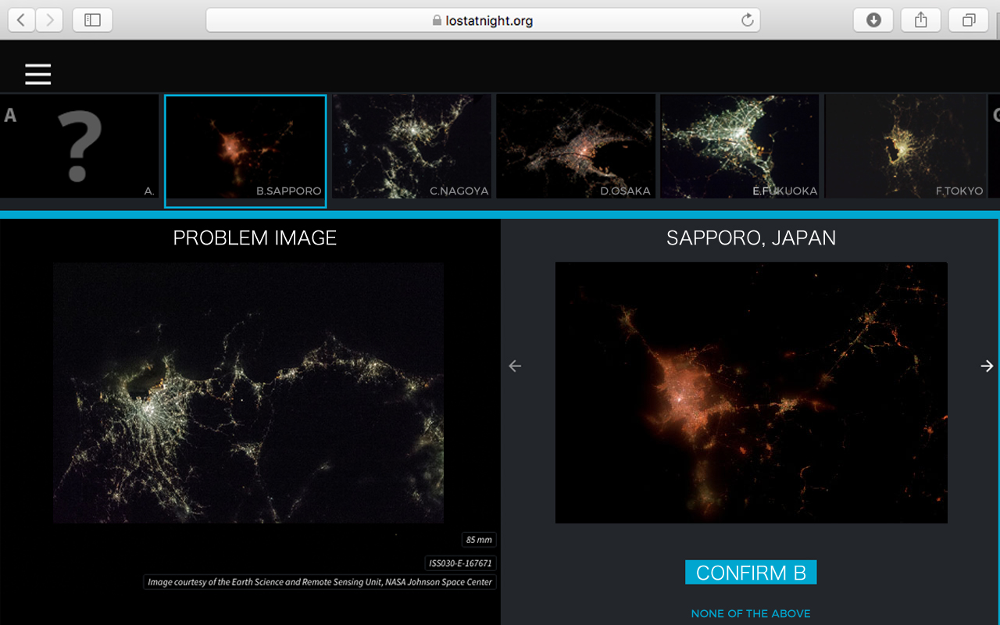 lostatnight.org
A
?
A.
B.SAPPORO
C.NAGOYA
D.OSAKA
E.FUKUOKA
F.TOKYO
PROBLEM IMAGE
SAPPORO, JAPAN
85 mm
ISS030-E-167671
Image courtesy of the Earth Science and Remote Sensing Unit, NASA Johnson Space Center
CONFIRM B
NONE OF THE ABOVE